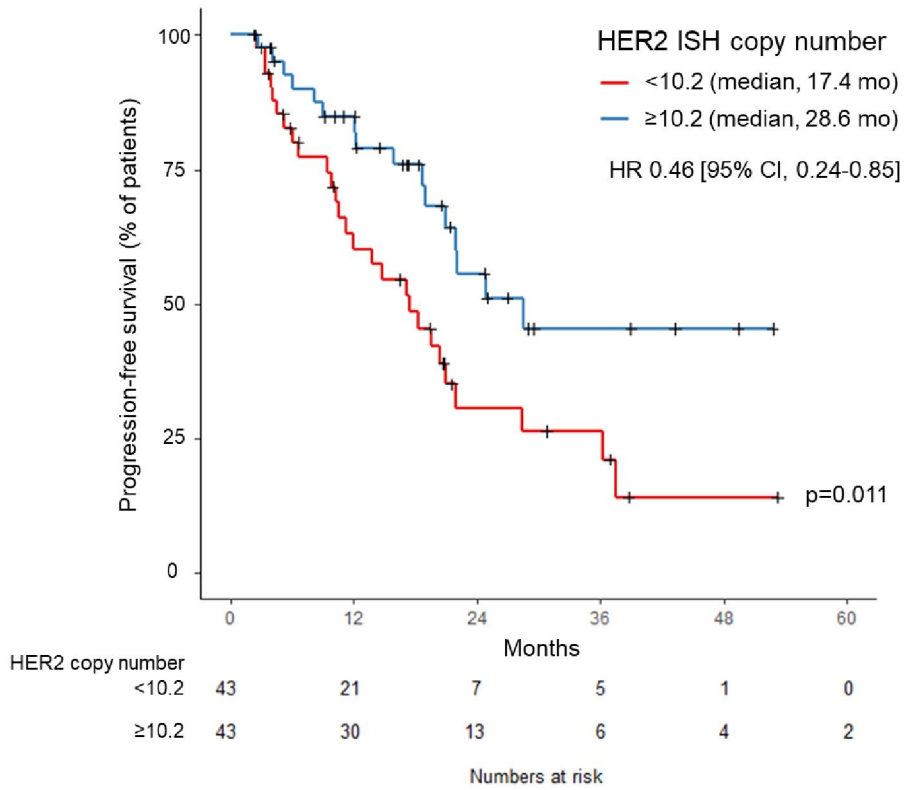 HER2 ISH copy number
<10.2 (median, 17.4 mo)
≥10.2 (median, 28.6 mo)
HR 0.46 [95% CI, 0.24-0.85]
Progression-free survival (% of patients)
100
75
50
25
0
p=0.011
0 12 24 36 48 60
Months
HER2 copy number
<10.2 43 21 7 5 1 0
≥10.2 43 30 13 6 4 2
Numbers at risk